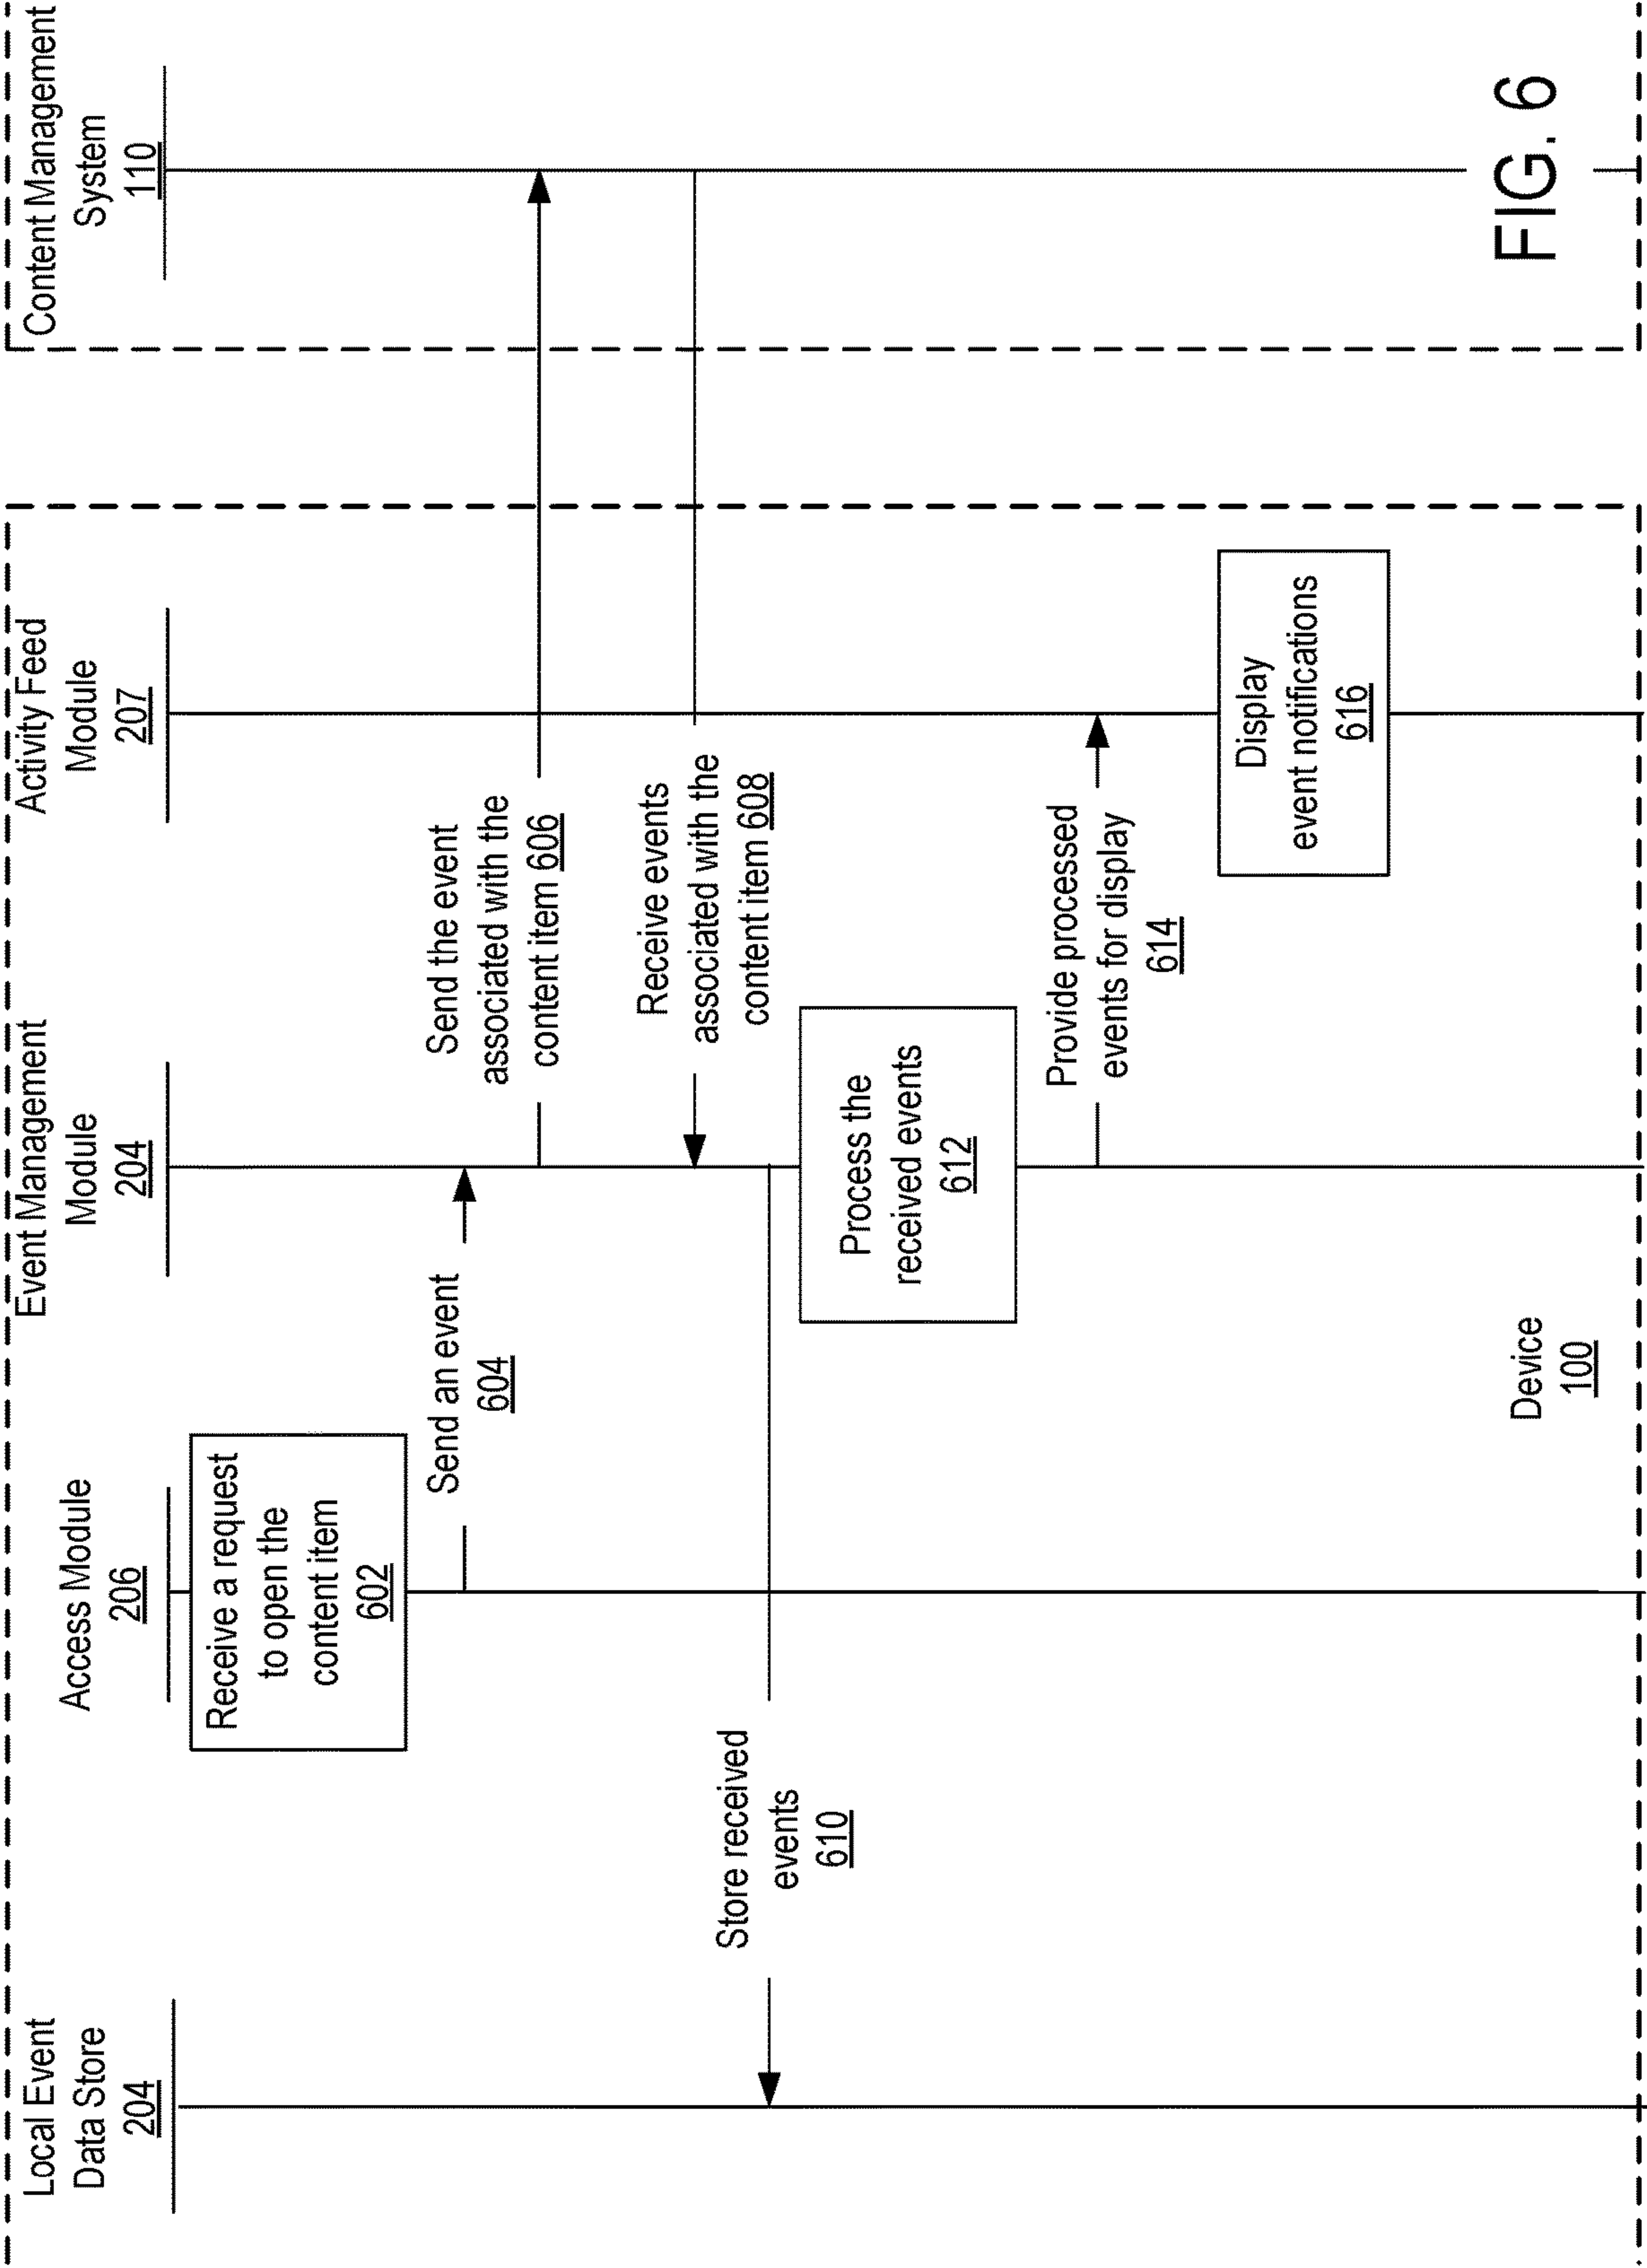 Local Event
Data Store
204
Access Module
206
Event Management
Module
204
Activity Feed
Module
207
Content Management
System
110
Receive a request
to open the
content item
602
Send an event
604
Send the event
associated with the
content item 606
Receive events
associated with the
content item 608
Store received
events
610
Process the
received events
612
Provide processed
events for display
614
Display
event notifications
616
Device
100
FIG. 6